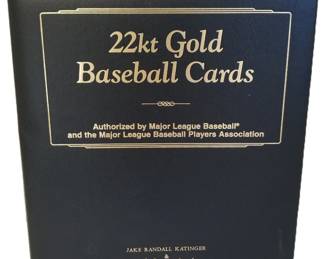 22kt Gold
Baseball Cards
Authorized by Major League Baseball®
and the Major League Baseball Players Association
JAKE RANDALL KATINGER